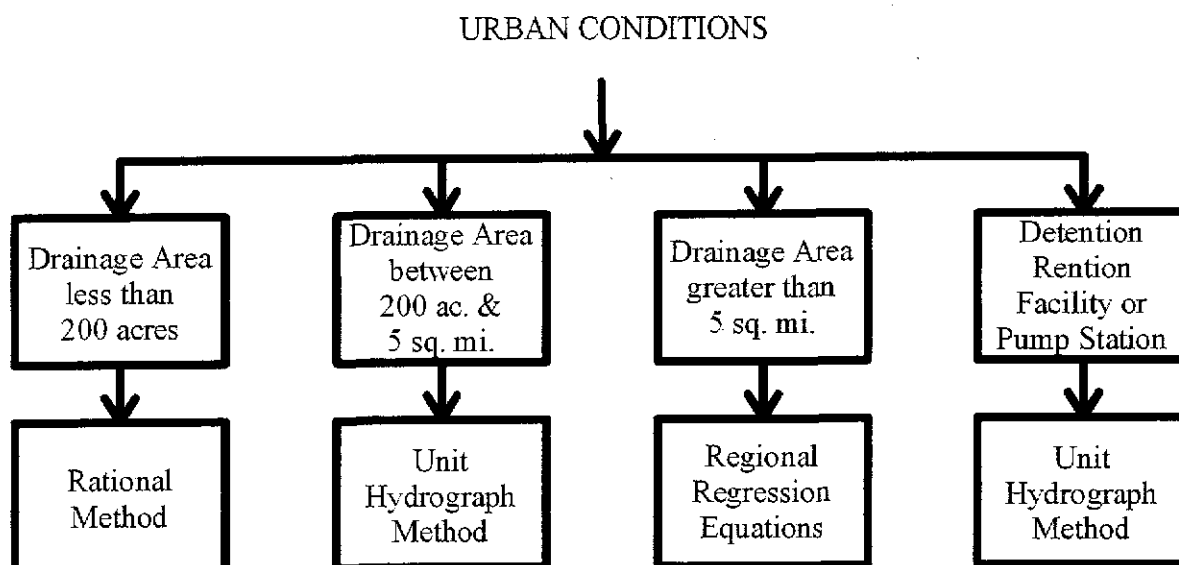 URBAN CONDITIONS
Drainage Area
less than
200 acres
Drainage Area
between
200 ac. &
5 sq. mi.
Drainage Area
greater than
5 sq. mi.
Detention
Rention
Facility or
Pump Station
Rational
Method
Unit
Hydrograph
Method
Regional
Regression
Equations
Unit
Hydrograph
Method